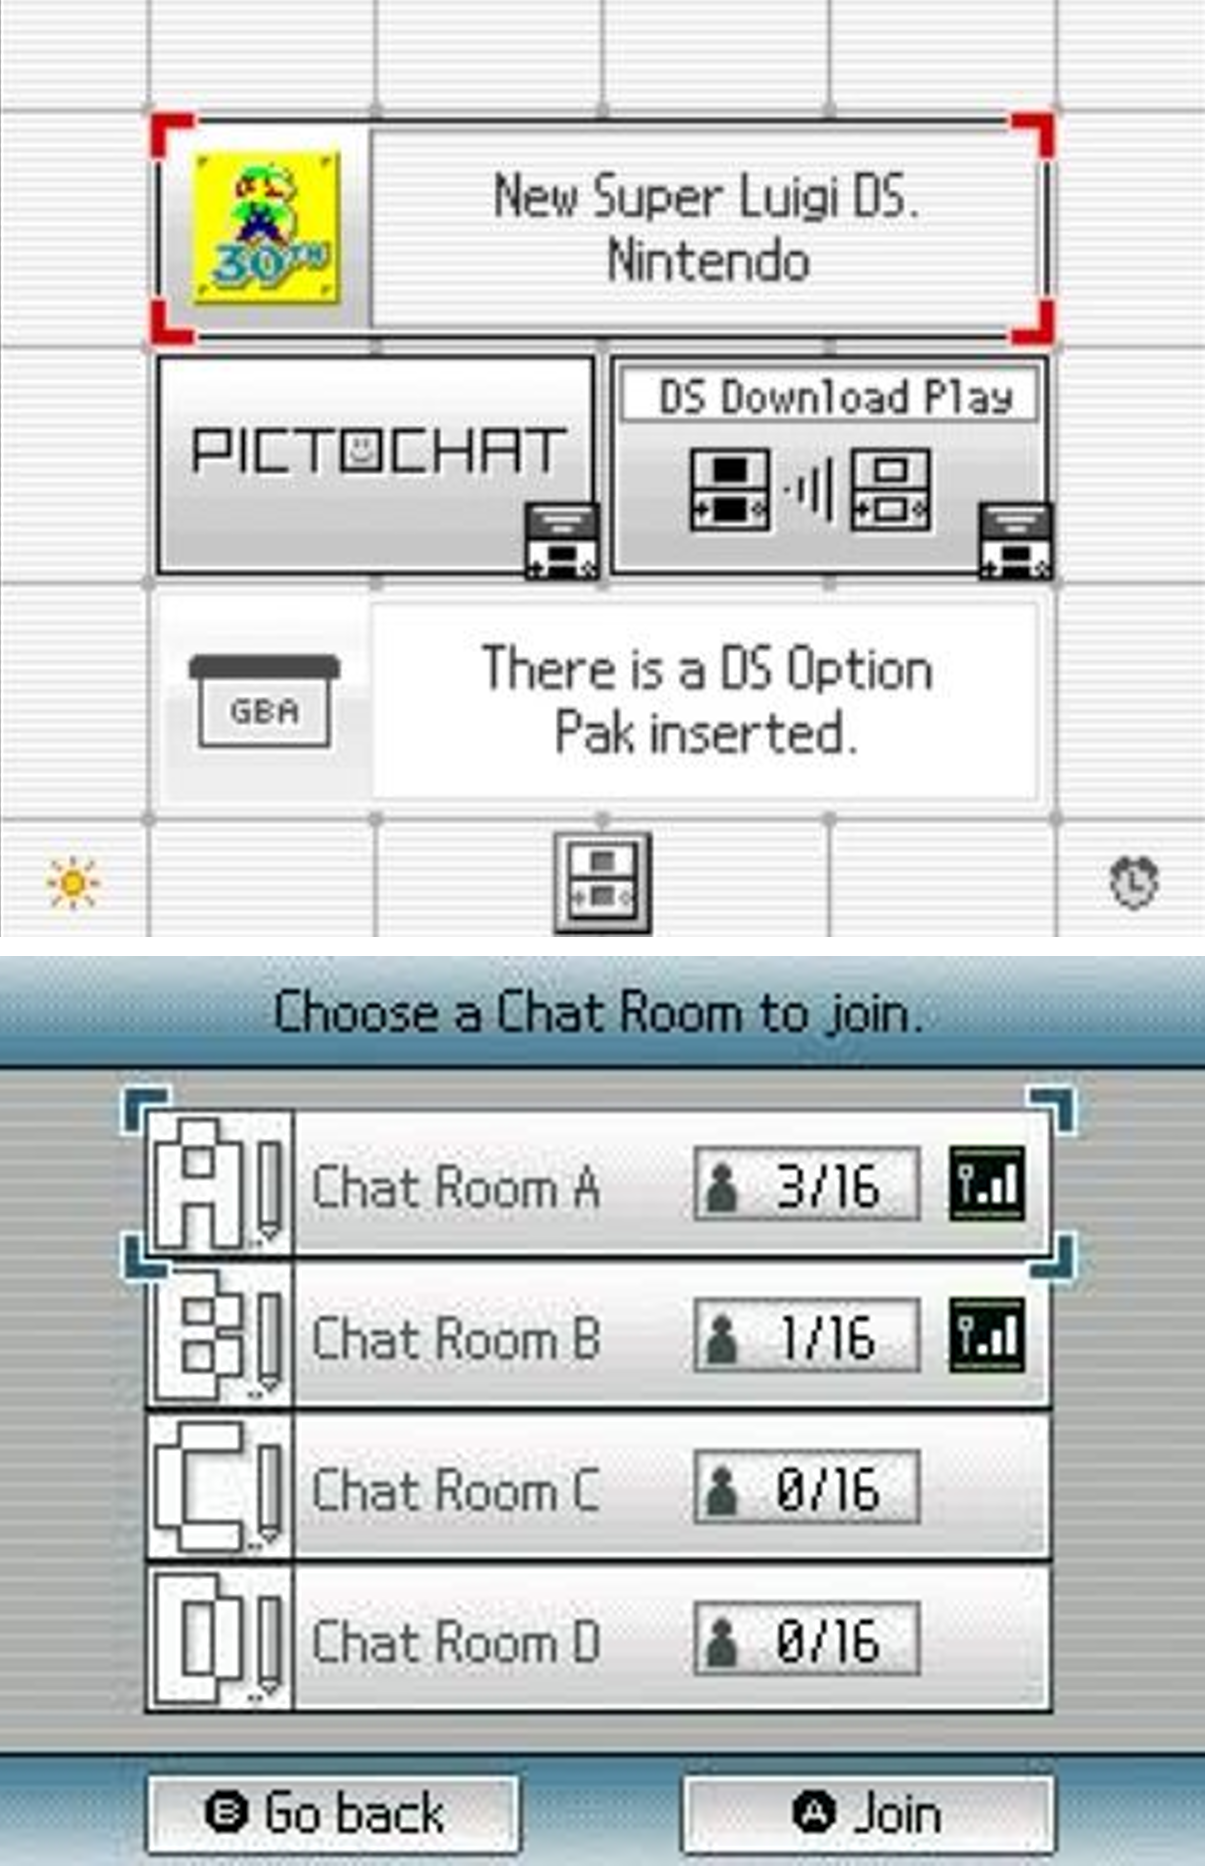 30TH
New Super Luigi DS.
Nintendo
PICTOCHAT
DS Download Play
GBA
There is a DS Option
Pak inserted.
Choose a Chat Room to join.
A Chat Room A 3/16
B Chat Room B 1/16
C Chat Room C 0/16
D Chat Room D 0/16
B Go back
A Join